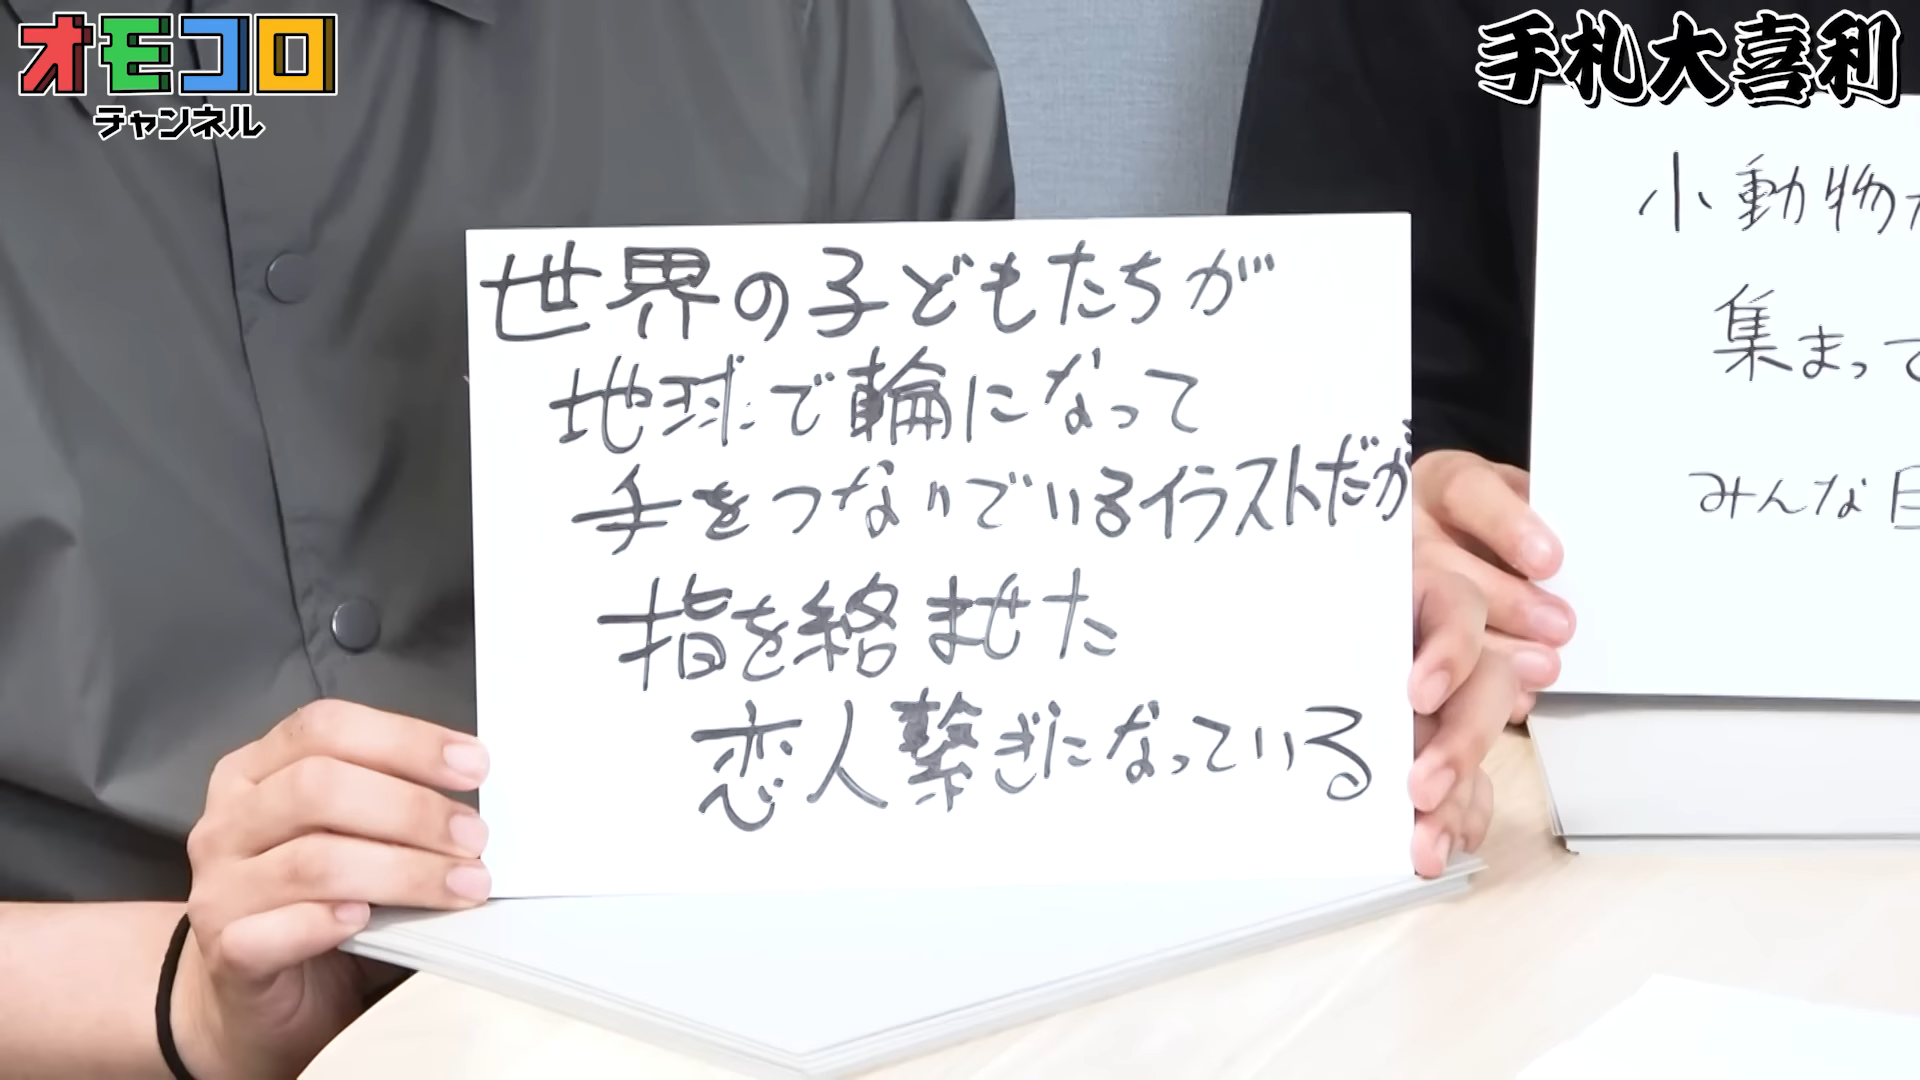 オモコロ
チャンネル
手札大喜利
世界の子どもたちが
地球で輪になって
手をつないでいるイラストだが
指を絡ませた
恋人繋ぎになっている
小動物が
集まって
みんな目